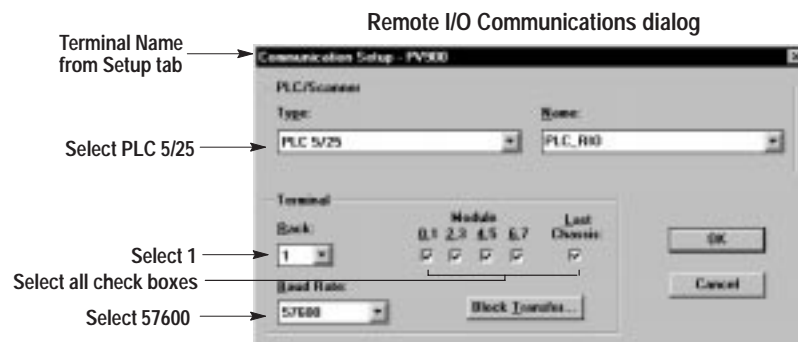 Remote I/O Communications dialog
Terminal Name
from Setup tab
Communication Setup - PV900
PLC/Scanner
Type:
Name:
Select PLC 5/25
PLC 5/25
PLC_RIO
Terminal
Rack:
Module
Last
0,1 2,3 4,5 6,7 Chassis:
Select 1
1
OK
Select all check boxes
Baud Rate:
Cancel
Select 57600
57600
Block Transfer...